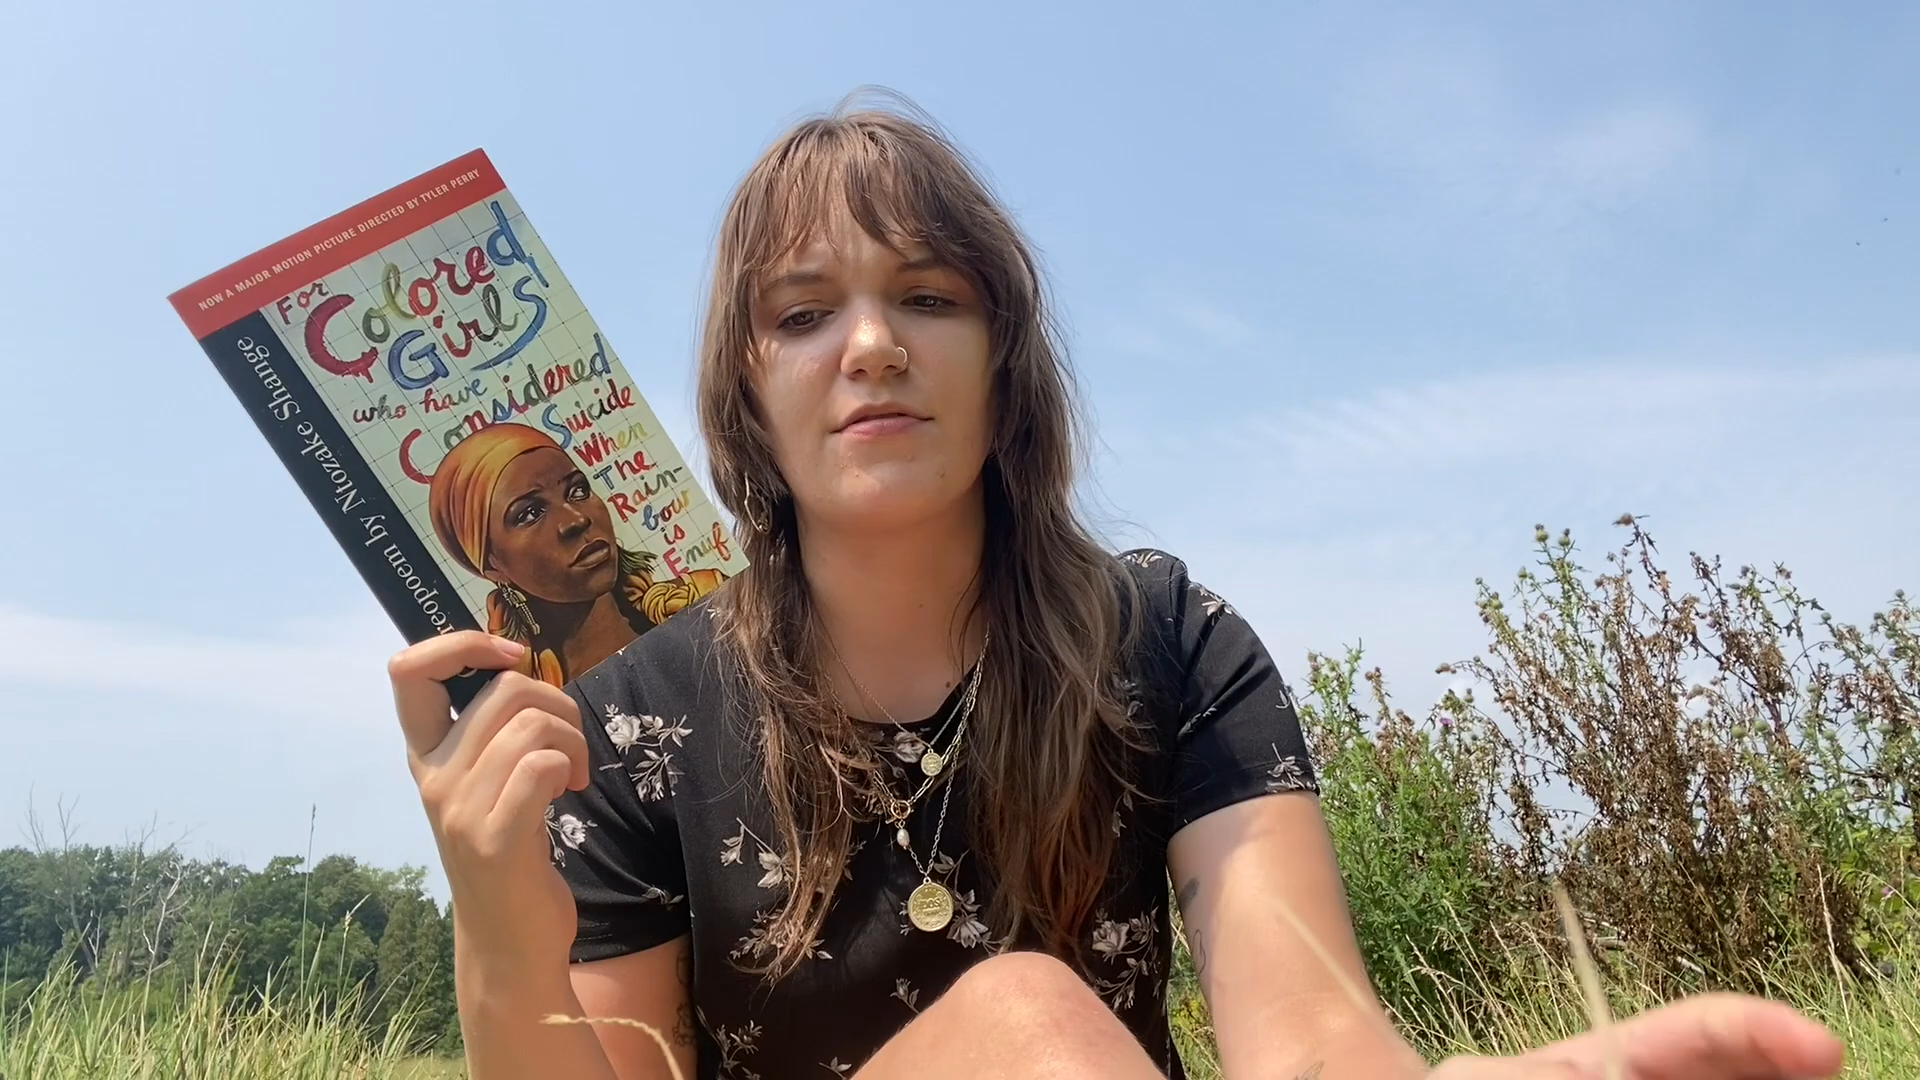 NOW A MAJOR MOTION PICTURE DIRECTED BY TYLER PERRY
For
Colored
Girls
who have
Considered
Suicide
When
The
Rain-
bow
is
Enuf
reopoem by Ntozake Shange